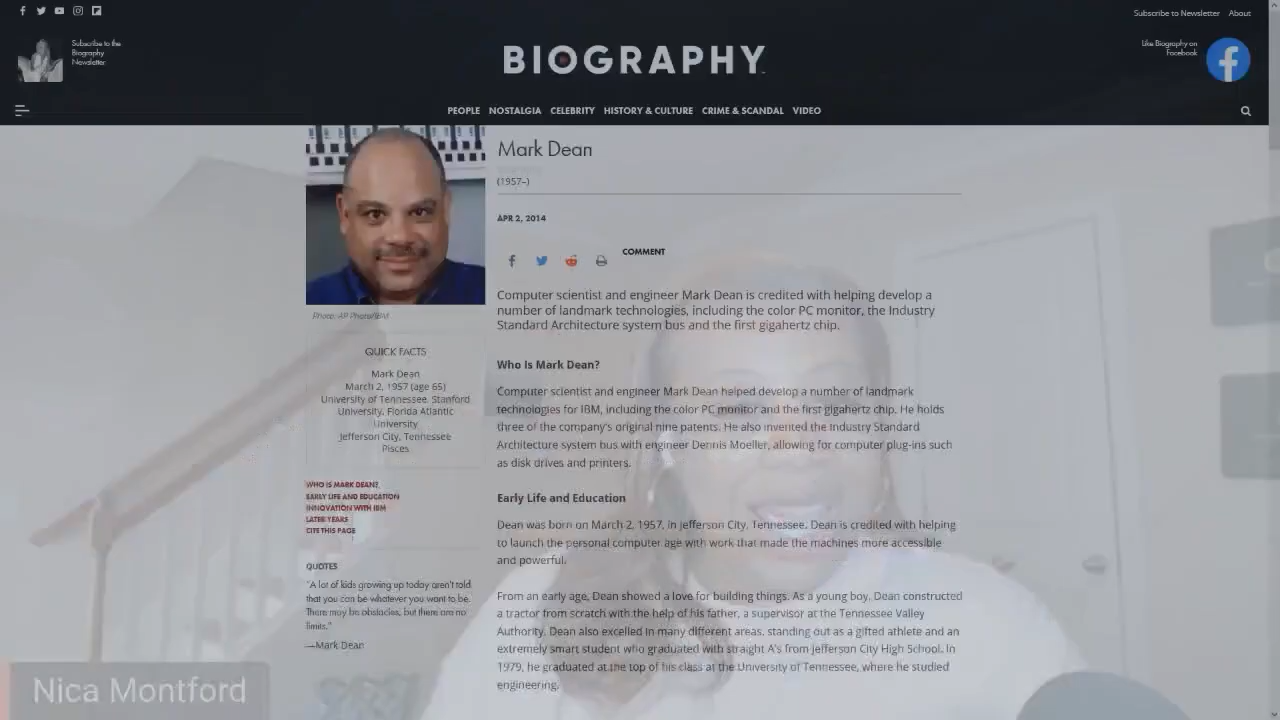 Subscribe to Newsletter About
Subscribe to the
Biography
Newsletter
BIOGRAPHY
Like Biography on
Facebook
PEOPLE NOSTALGIA CELEBRITY HISTORY & CULTURE CRIME & SCANDAL VIDEO
Mark Dean
(1957–)
APR 2, 2014
COMMENT
Photo: AP Photo/IBM
Computer scientist and engineer Mark Dean is credited with helping develop a
number of landmark technologies, including the color PC monitor, the Industry
Standard Architecture system bus and the first gigahertz chip.
QUICK FACTS
Mark Dean
March 2, 1957 (age 65)
University of Tennessee, Stanford
University, Florida Atlantic
University
Jefferson City, Tennessee
Pisces
Who Is Mark Dean?
Computer scientist and engineer Mark Dean helped develop a number of landmark
technologies for IBM, including the color PC monitor and the first gigahertz chip. He holds
three of the company's original nine patents. He also invented the Industry Standard
Architecture system bus with engineer Dennis Moeller, allowing for computer plug-ins such
as disk drives and printers.
WHO IS MARK DEAN?
EARLY LIFE AND EDUCATION
INNOVATION WITH IBM
LATER YEARS
CITE THIS PAGE
Early Life and Education
Dean was born on March 2, 1957, in Jefferson City, Tennessee. Dean is credited with helping
to launch the personal computer age with work that made the machines more accessible
and powerful.
QUOTES
"A lot of kids growing up today aren't told
that you can be whatever you want to be.
There may be obstacles, but there are no
limits."
—Mark Dean
From an early age, Dean showed a love for building things. As a young boy, Dean constructed
a tractor from scratch with the help of his father, a supervisor at the Tennessee Valley
Authority. Dean also excelled in many different areas, standing out as a gifted athlete and an
extremely smart student who graduated with straight A's from Jefferson City High School. In
1979, he graduated at the top of his class at the University of Tennessee, where he studied
engineering.
Nica Montford